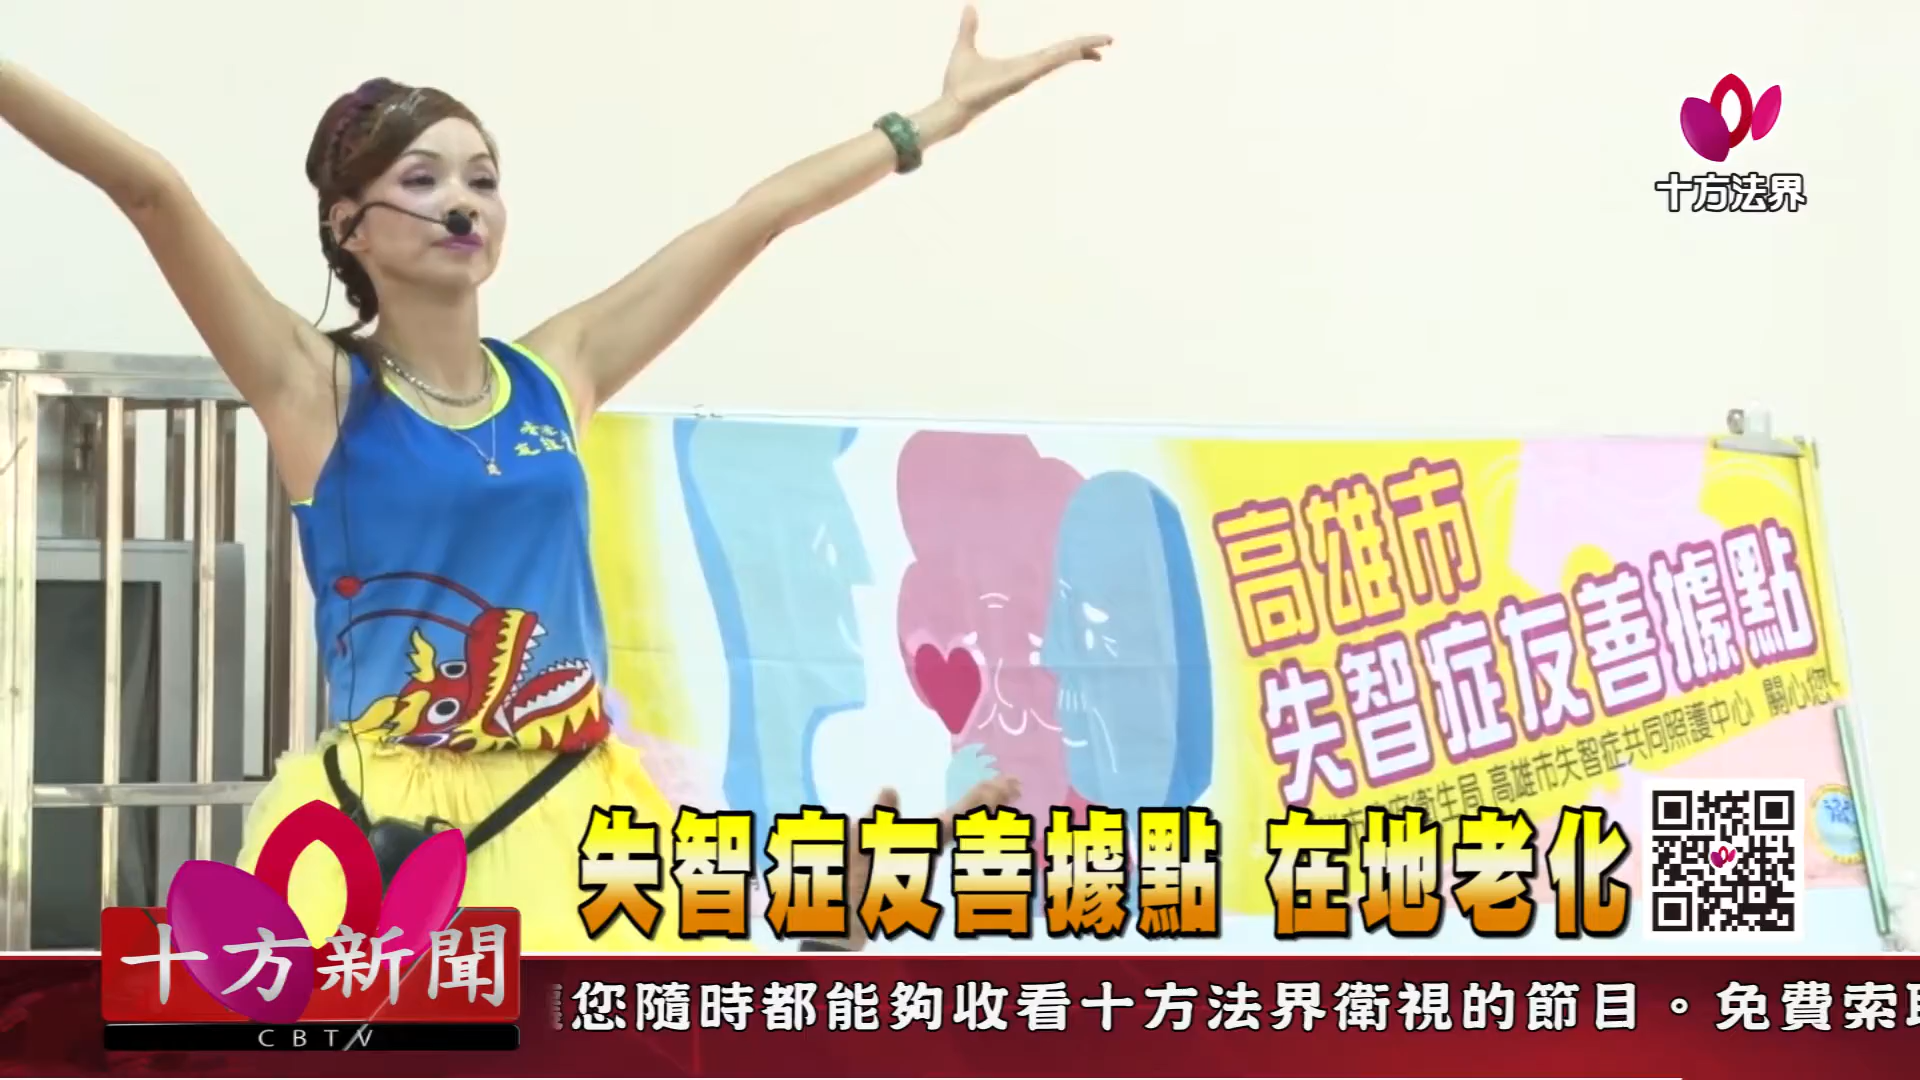 十方法界
高雄市
失智症友善據點
衛生局 高雄市失智症共同照護中心 關心您
失智症友善據點 在地老化
十方新聞
CBTV
您隨時都能夠收看十方法界衛視的節目。免費索